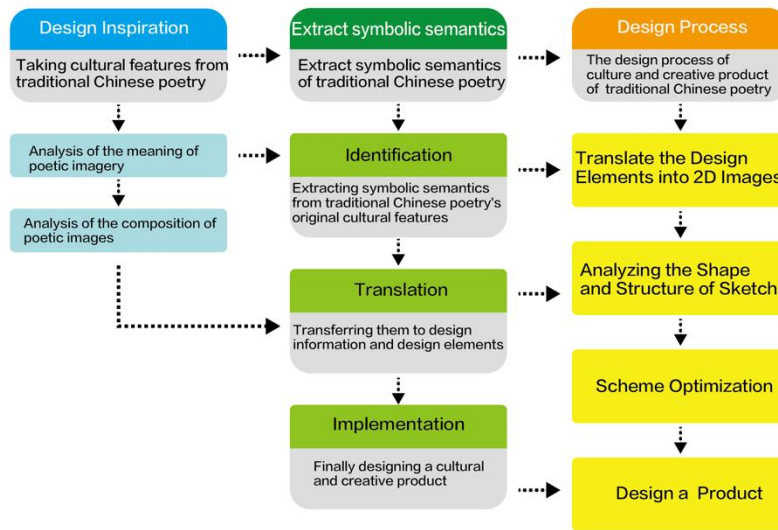 Design Inspiration
Taking cultural features from
traditional Chinese poetry
Analysis of the meaning of
poetic imagery
Analysis of the composition of
poetic images
Extract symbolic semantics
Extract symbolic semantics
of traditional Chinese poetry
Identification
Extracting symbolic semantics
from traditional Chinese poetry's
original cultural features
Translation
Transferring them to design
information and design elements
Implementation
Finally designing a cultural
and creative product
Design Process
The design process of
culture and creative product
of traditional Chinese poetry
Translate the Design
Elements into 2D Images
Analyzing the Shape
and Structure of Sketch
Scheme Optimization
Design a Product